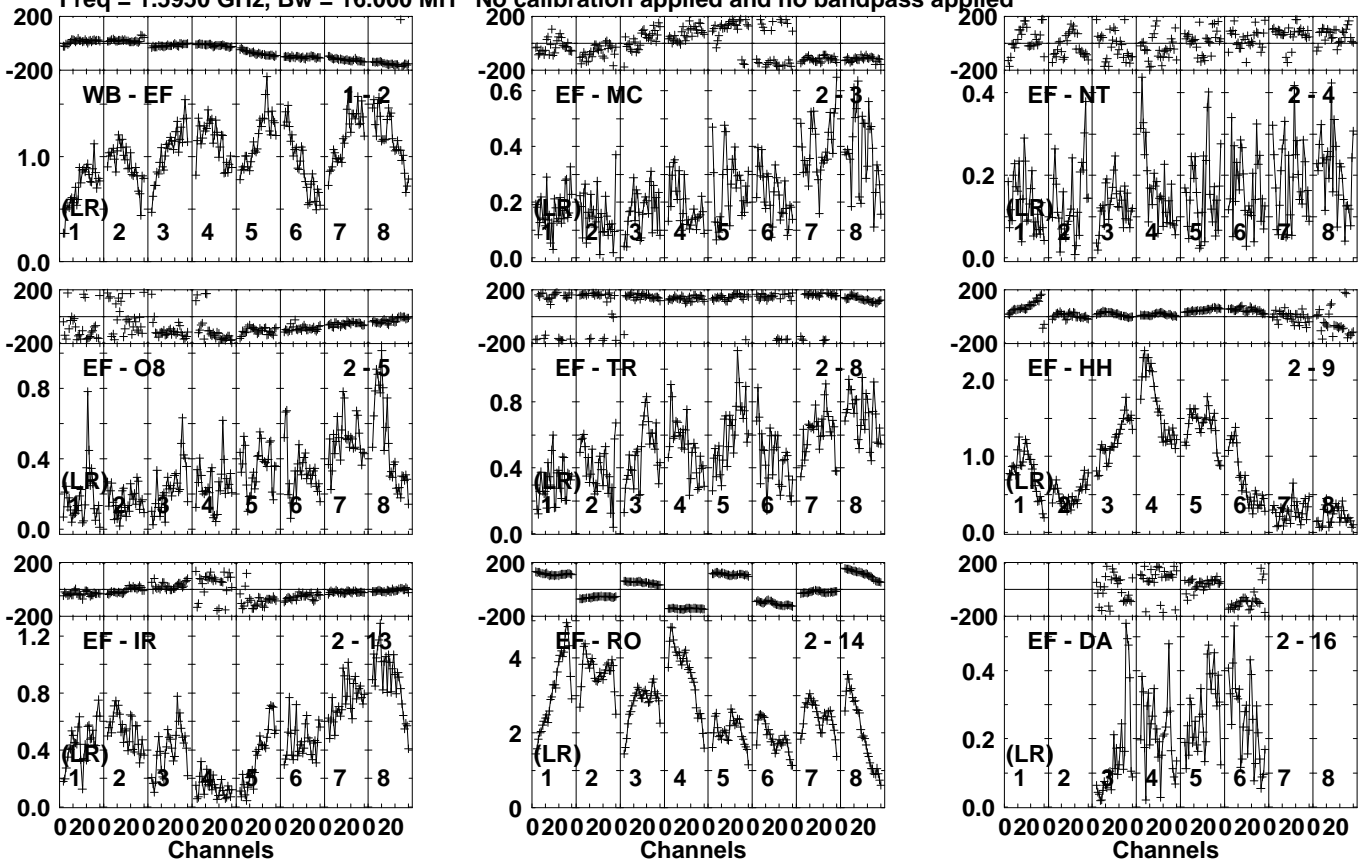 Freq = 1.5950 GHz, Bw = 16.000 MH No calibration applied and no bandpass applied
200
-200
WB - EF 1 - 2
1.0
0.0
(LR)
1 2 3 4 5 6 7 8
200
-200
EF - MC 2 - 3
0.6
0.4
0.2
0.0
(LR)
1 2 3 4 5 6 7 8
200
-200
EF - NT 2 - 4
0.4
0.2
0.0
(LR)
1 2 3 4 5 6 7 8
200
-200
EF - O8 2 - 5
0.8
0.4
0.0
(LR)
1 2 3 4 5 6 7 8
200
-200
EF - TR 2 - 8
0.8
0.4
0.0
(LR)
1 2 3 4 5 6 7 8
200
-200
EF - HH 2 - 9
2.0
1.0
0.0
(LR)
1 2 3 4 5 6 7 8
200
-200
EF - IR 2 - 13
1.2
0.8
0.4
0.0
(LR)
1 2 3 4 5 6 7 8
0 20 0 20 0 20 0 20 0 20 0 20 0 20 0 20
Channels
200
-200
EF - RO 2 - 14
4
2
0
(LR)
1 2 3 4 5 6 7 8
0 20 0 20 0 20 0 20 0 20 0 20 0 20 0 20
Channels
200
-200
EF - DA 2 - 16
0.4
0.2
0.0
(LR)
1 2 3 4 5 6 7 8
0 20 0 20 0 20 0 20 0 20 0 20 0 20 0 20
Channels